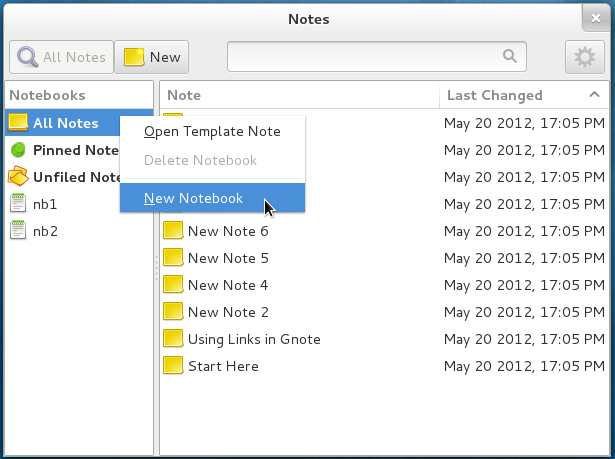 Notes
All Notes
New
Notebooks
Note
Last Changed
All Notes
May 20 2012, 17:05 PM
Open Template Note
Pinned Note
May 20 2012, 17:05 PM
Delete Notebook
Unfiled Note
May 20 2012, 17:05 PM
New Notebook
nb1
May 20 2012, 17:05 PM
nb2
New Note 6
May 20 2012, 17:05 PM
New Note 5
May 20 2012, 17:05 PM
New Note 4
May 20 2012, 17:05 PM
New Note 2
May 20 2012, 17:05 PM
Using Links in Gnote
May 20 2012, 17:05 PM
Start Here
May 20 2012, 17:05 PM